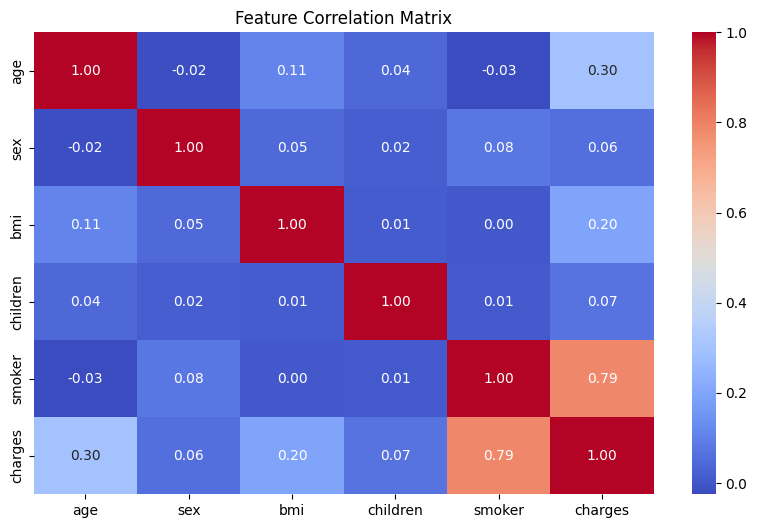 Feature Correlation Matrix
age 1.00 -0.02 0.11 0.04 -0.03 0.30
sex -0.02 1.00 0.05 0.02 0.08 0.06
bmi 0.11 0.05 1.00 0.01 0.00 0.20
children 0.04 0.02 0.01 1.00 0.01 0.07
smoker -0.03 0.08 0.00 0.01 1.00 0.79
charges 0.30 0.06 0.20 0.07 0.79 1.00
age sex bmi children smoker charges
1.0
0.8
0.6
0.4
0.2
0.0